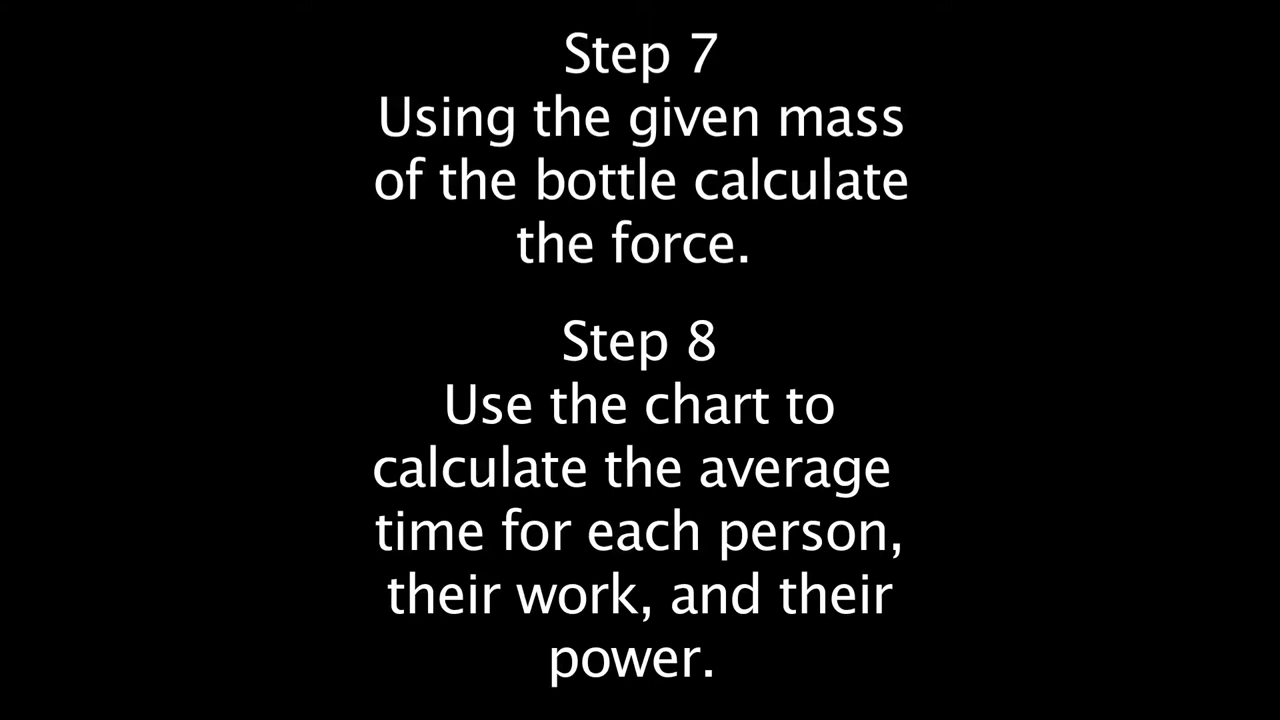 Step 7
Using the given mass
of the bottle calculate
the force.
Step 8
Use the chart to
calculate the average
time for each person,
their work, and their
power.